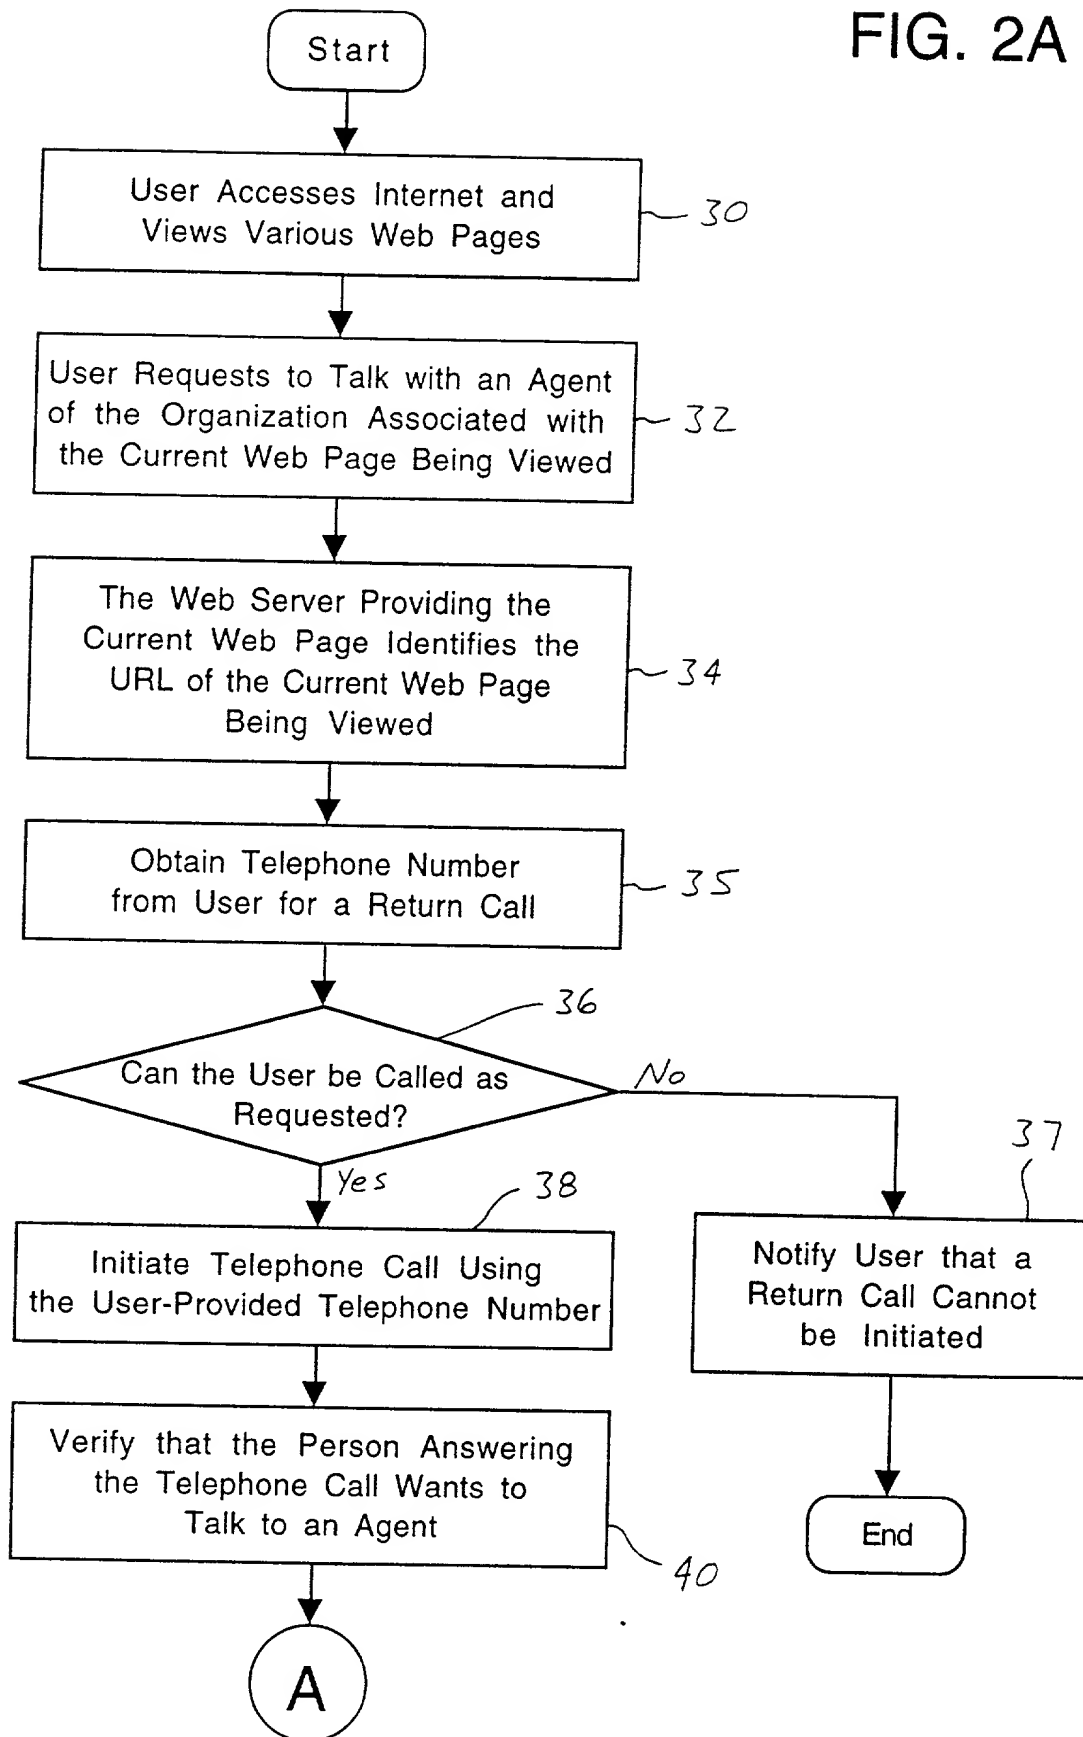 FIG. 2A
Start
User Accesses Internet and
Views Various Web Pages
30
User Requests to Talk with an Agent
of the Organization Associated with
the Current Web Page Being Viewed
32
The Web Server Providing the
Current Web Page Identifies the
URL of the Current Web Page
Being Viewed
34
Obtain Telephone Number
from User for a Return Call
35
36
Can the User be Called as
Requested?
No
Yes
37
Notify User that a
Return Call Cannot
be Initiated
End
38
Initiate Telephone Call Using
the User-Provided Telephone Number
Verify that the Person Answering
the Telephone Call Wants to
Talk to an Agent
40
A